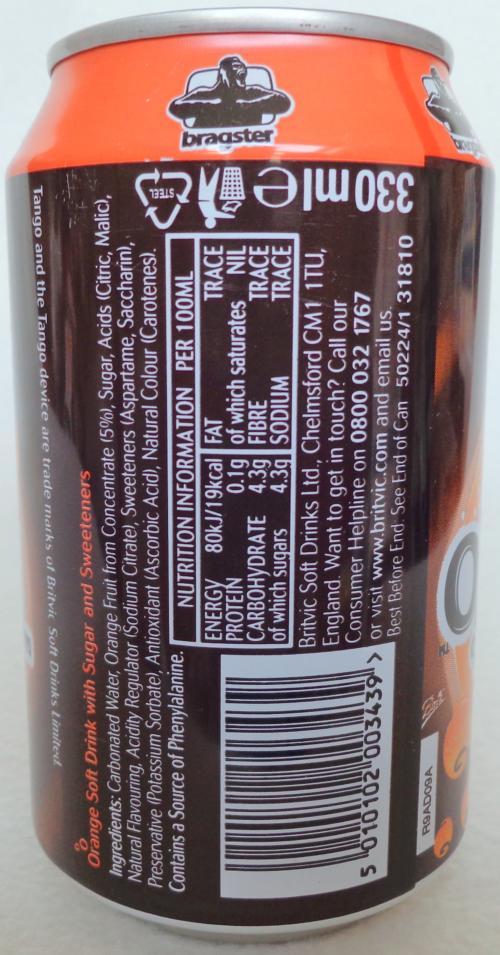 bragster
bragster
STEEL
330 ml e
Tango and the Tango device are trade marks of Britvic Soft Drinks Limited.
Orange Soft Drink with Sugar and Sweeteners
Ingredients: Carbonated Water, Orange Fruit from Concentrate (5%), Sugar, Acids (Citric, Malic),
Natural Flavouring, Acidity Regulator (Sodium Citrate), Sweeteners (Aspartame, Saccharin),
Preservative (Potassium Sorbate), Antioxidant (Ascorbic Acid), Natural Colour (Carotenes).
Contains a Source of Phenylalanine.
NUTRITION INFORMATION PER 100ML
ENERGY 80kJ/19kcal FAT TRACE
PROTEIN 0.1g of which saturates NIL
CARBOHYDRATE 4.3g FIBRE TRACE
of which sugars 4.3g SODIUM TRACE
Britvic Soft Drinks Ltd., Chelmsford CM1 1TU,
England. Want to get in touch? Call our
Consumer Helpline on 0800 032 1767
or visit www.britvic.com and email us.
Best Before End: See End of Can 50224/1 31810
5 010102 003439 >
R9AD09A